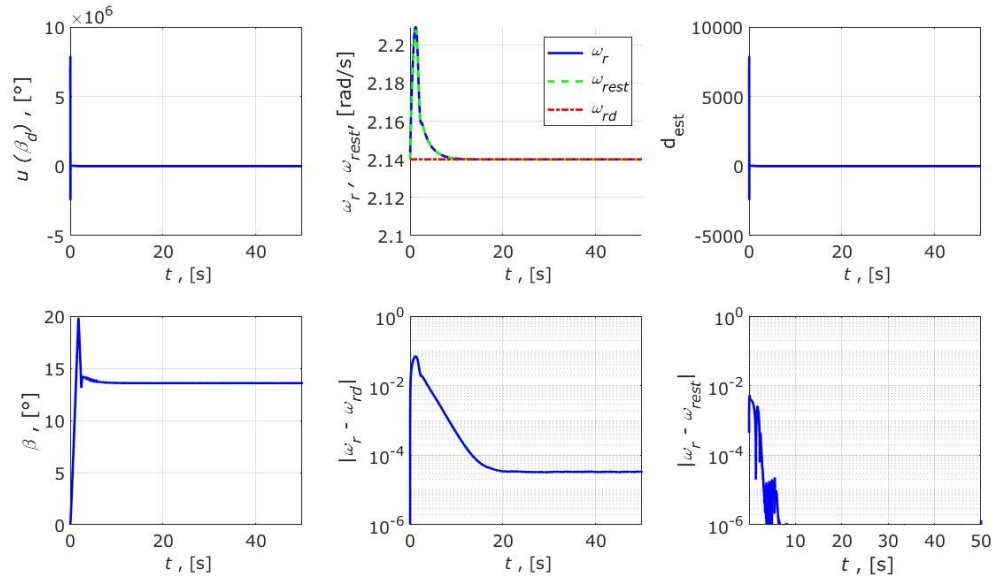 ×10⁶
10
5
0
-5
u (β_d) , [°]
0 20 40
t , [s]
2.2
2.18
2.16
2.14
2.12
2.1
ω_r , ω_rest, [rad/s]
ω_r
ω_rest
ω_rd
0 20 40
t , [s]
10000
5000
0
-5000
d_est
0 20 40
t , [s]
20
15
10
5
0
β , [°]
0 20 40
t , [s]
10⁰
10⁻²
10⁻⁴
10⁻⁶
|ω_r - ω_rd|
0 20 40
t , [s]
10⁰
10⁻²
10⁻⁴
10⁻⁶
|ω_r - ω_rest|
10 20 30 40 50
t , [s]